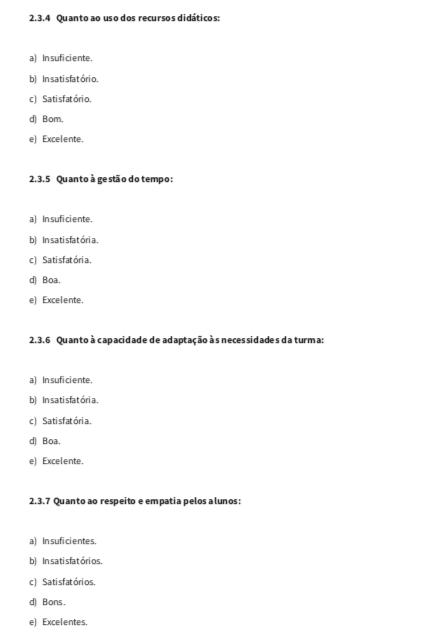 2.3.4 Quanto ao uso dos recursos didáticos:
a) Insuficiente.
b) Insatisfatório.
c) Satisfatório.
d) Bom.
e) Excelente.
2.3.5 Quanto à gestão do tempo:
a) Insuficiente.
b) Insatisfatória.
c) Satisfatória.
d) Boa.
e) Excelente.
2.3.6 Quanto à capacidade de adaptação às necessidades da turma:
a) Insuficiente.
b) Insatisfatória.
c) Satisfatória.
d) Boa.
e) Excelente.
2.3.7 Quanto ao respeito e empatia pelos alunos:
a) Insuficientes.
b) Insatisfatórios.
c) Satisfatórios.
d) Bons.
e) Excelentes.